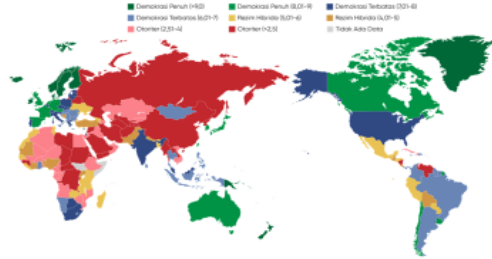 Demokrasi Penuh (>9,0) Demokrasi Penuh (8,01-9) Demokrasi Terbatas (7,01-8)
Demokrasi Terbatas (6,01-7) Rezim Hibrida (5,01-6) Rezim Hibrida (4,01-5)
Otoriter (2,51-4) Otoriter (<2,5) Tidak Ada Data